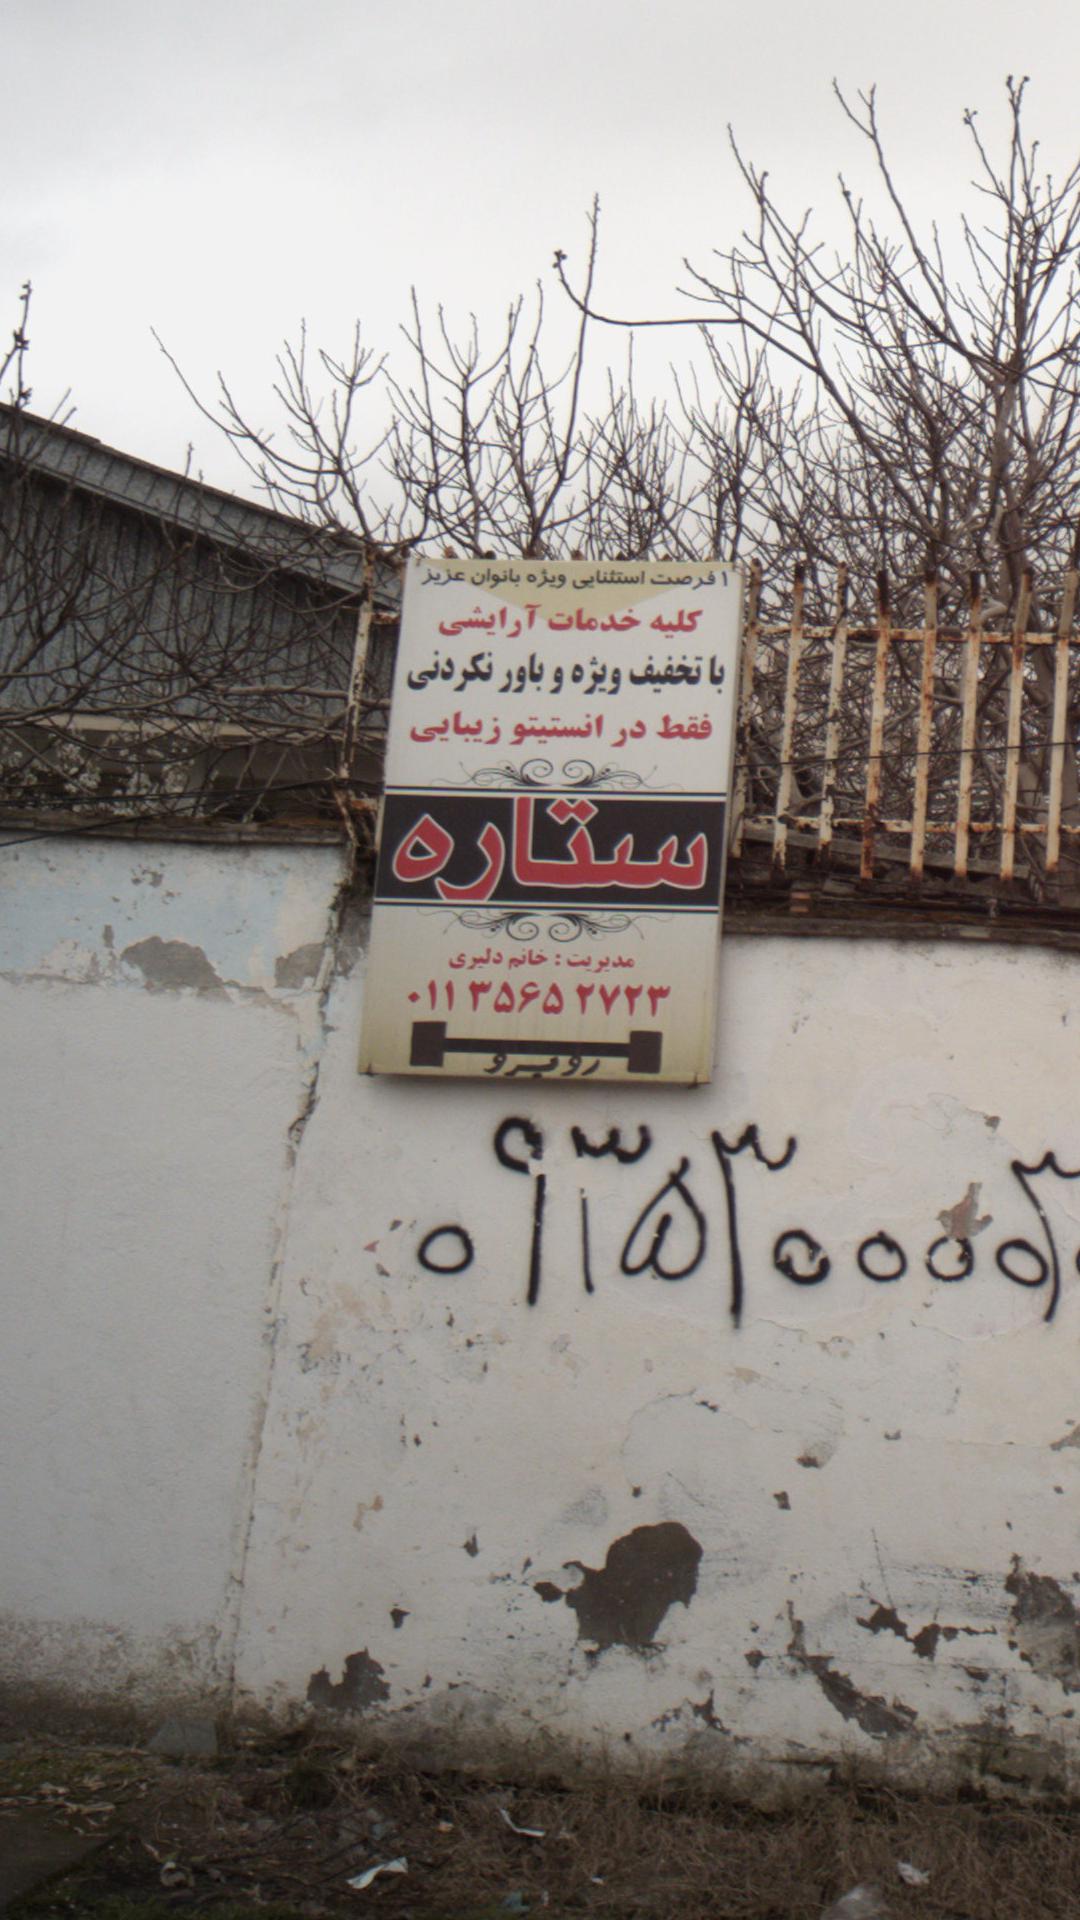 ۱ فرصت استثنایی ویژه بانوان عزیز
کلیه خدمات آرایشی
با تخفیف ویژه و باور نکردنی
فقط در انستیتو زیبایی
ستاره
مدیریت : خانم دلیری
۰۱۱ ۳۵۶۵ ۲۷۲۳
روبرو